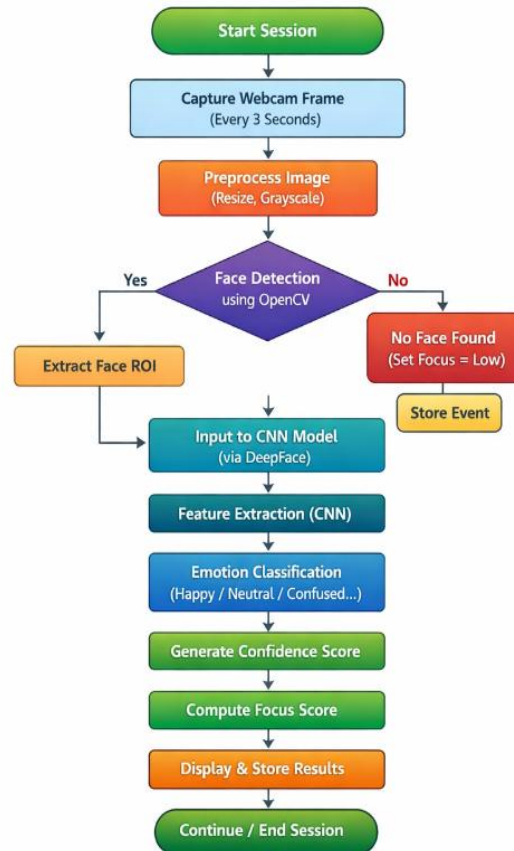 Start Session
Capture Webcam Frame
(Every 3 Seconds)
Preprocess Image
(Resize, Grayscale)
Yes
Face Detection
using OpenCV
No
Extract Face ROI
No Face Found
(Set Focus = Low)
Store Event
Input to CNN Model
(via DeepFace)
Feature Extraction (CNN)
Emotion Classification
(Happy / Neutral / Confused...)
Generate Confidence Score
Compute Focus Score
Display & Store Results
Continue / End Session